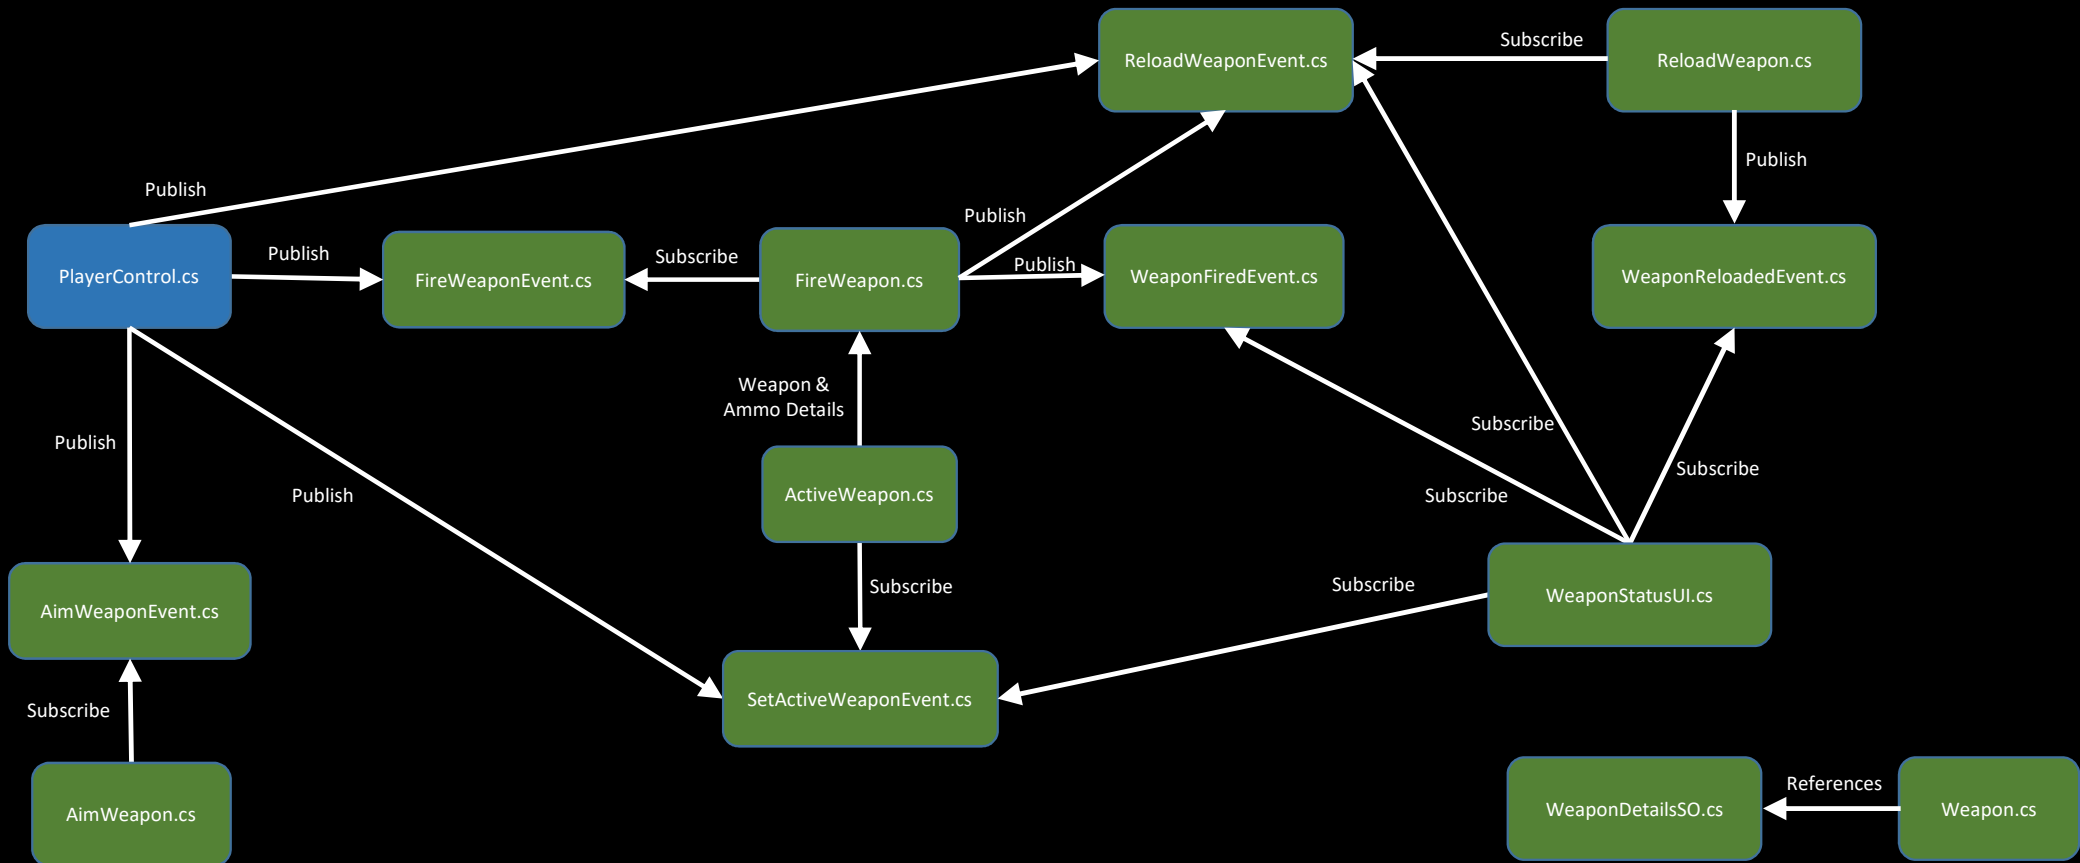 Subscribe
ReloadWeaponEvent.cs
ReloadWeapon.cs
Publish
Publish
Publish
Publish
Subscribe
Publish
PlayerControl.cs
FireWeaponEvent.cs
FireWeapon.cs
WeaponFiredEvent.cs
WeaponReloadedEvent.cs
Weapon &
Ammo Details
Subscribe
Publish
Subscribe
Publish
ActiveWeapon.cs
Subscribe
Subscribe
Subscribe
AimWeaponEvent.cs
WeaponStatusUI.cs
Subscribe
SetActiveWeaponEvent.cs
References
AimWeapon.cs
WeaponDetailsSO.cs
Weapon.cs